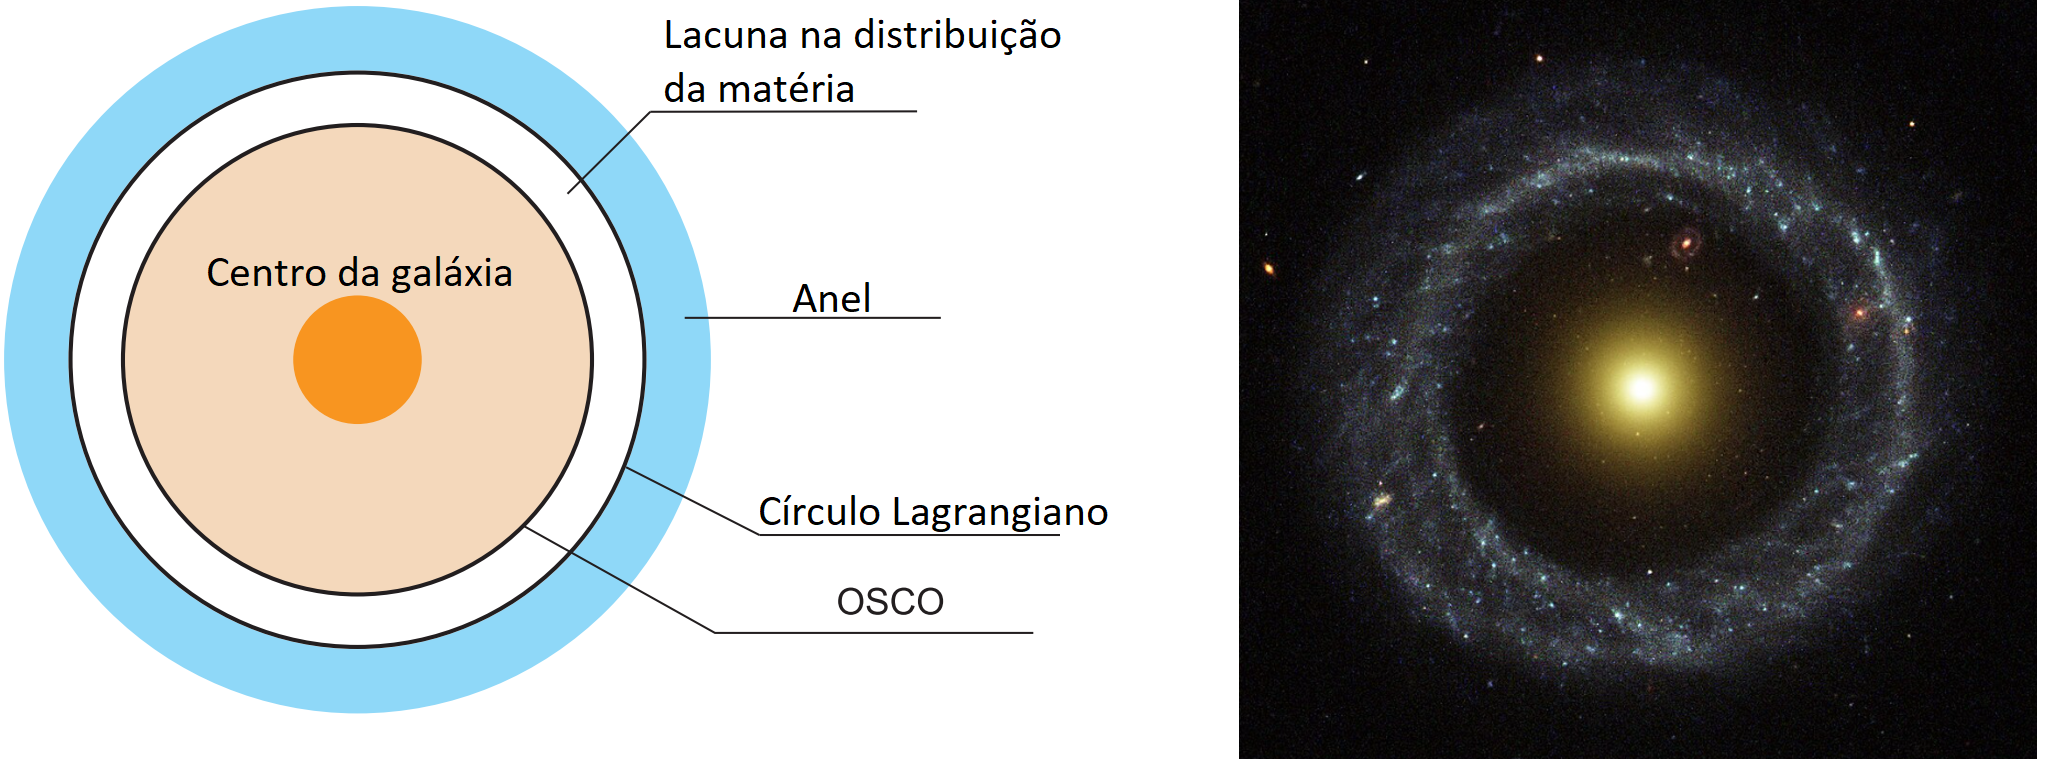 Lacuna na distribuição
da matéria
Centro da galáxia
Anel
Círculo Lagrangiano
OSCO